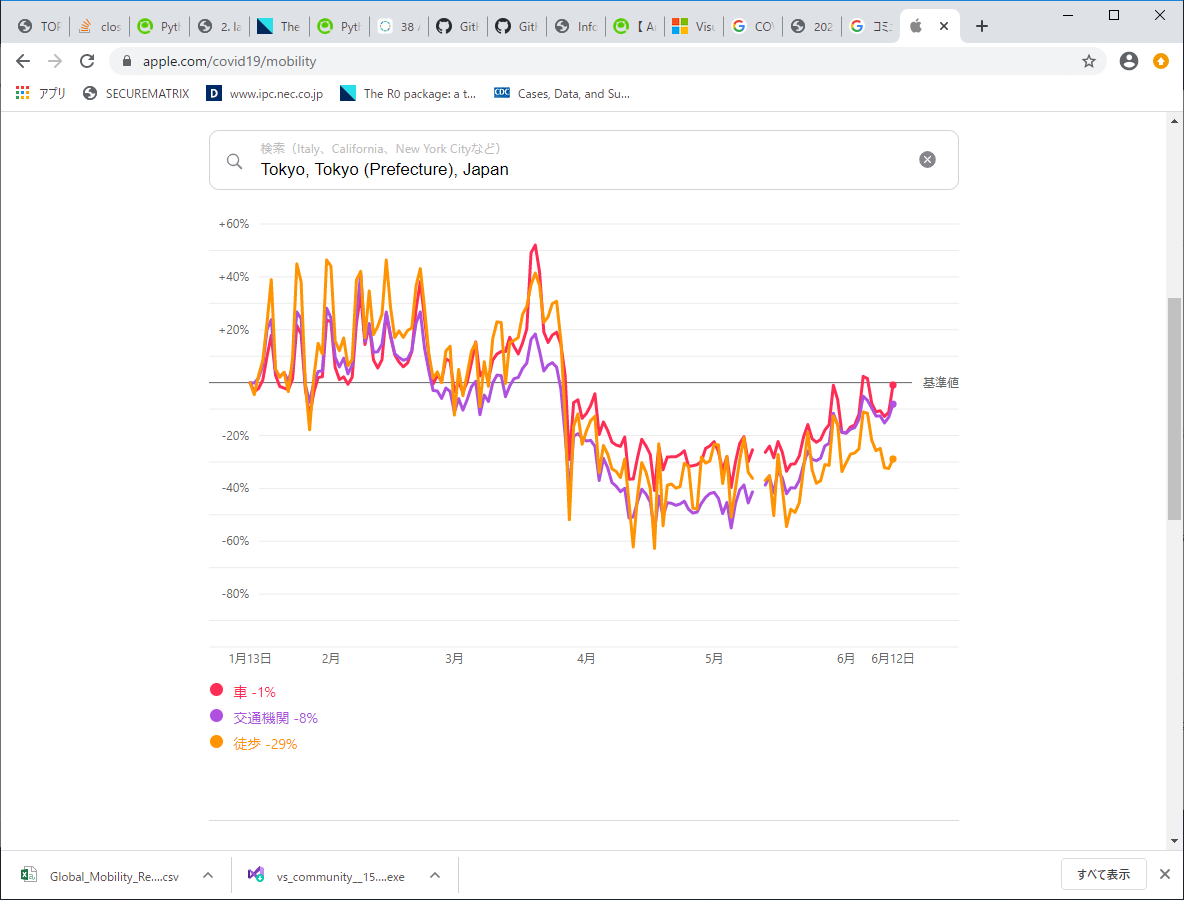 TOP
clos
Pyth
2. la
The
Pyth
38 /
Gith
Gith
Info
【 A
Visu
COV
202
コミュ
apple.com/covid19/mobility
アプリ
SECUREMATRIX
www.ipc.nec.co.jp
The R0 package: a t...
CDC
Cases, Data, and Su...
検索（Italy、California、New York Cityなど）
Tokyo, Tokyo (Prefecture), Japan
+60%
+40%
+20%
基準値
-20%
-40%
-60%
-80%
1月13日 2月 3月 4月 5月 6月 6月12日
車 -1%
交通機関 -8%
徒歩 -29%
Global_Mobility_Re....csv
vs_community__15....exe
すべて表示